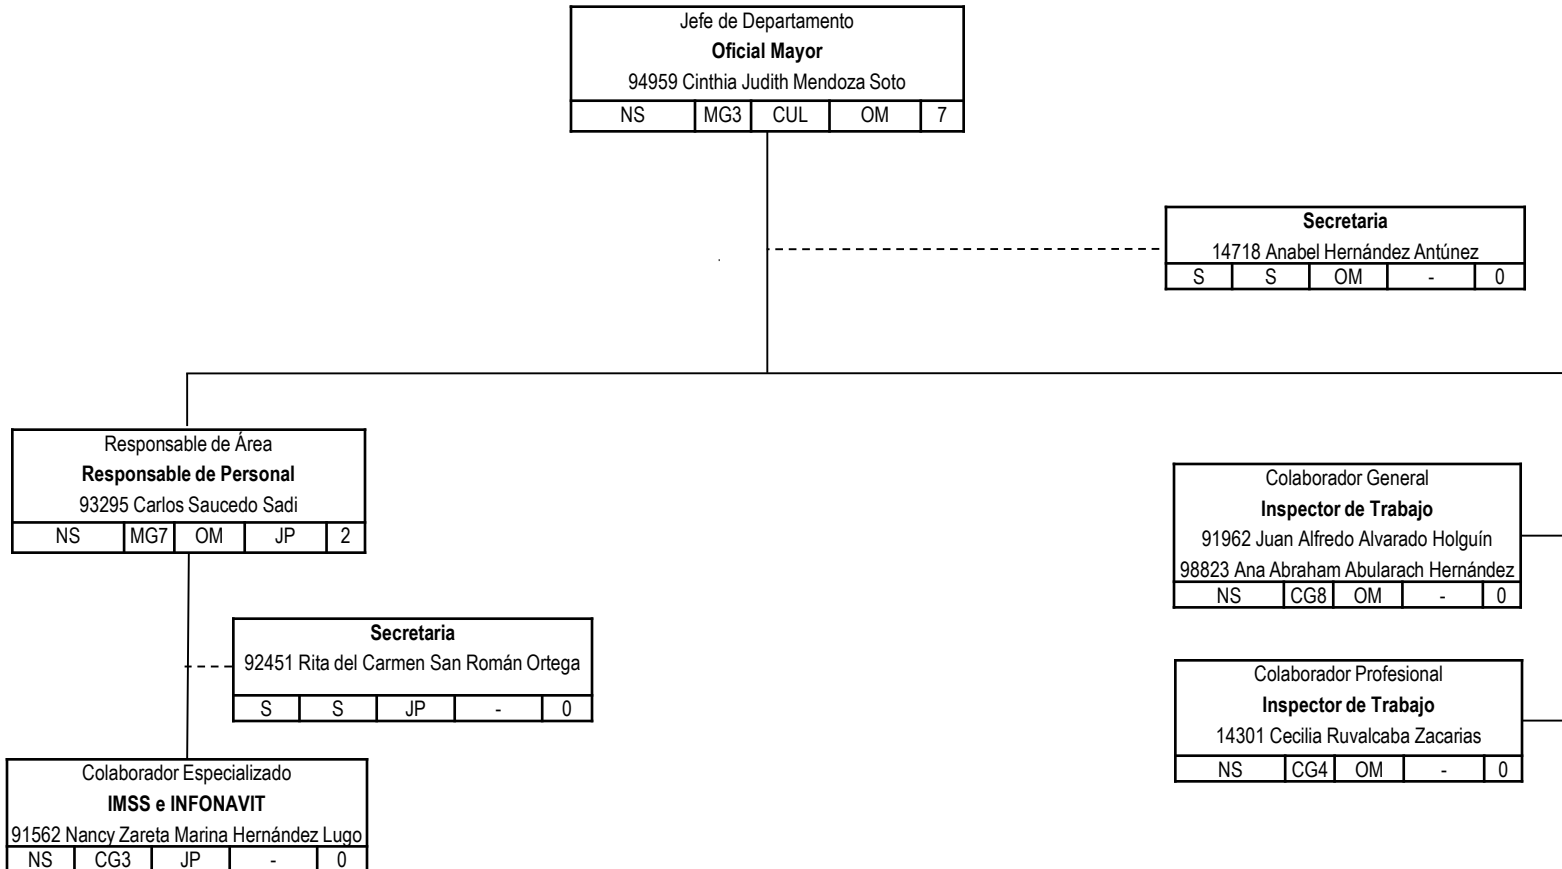 Jefe de Departamento
Oficial Mayor
94959 Cinthia Judith Mendoza Soto
NS MG3 CUL OM 7
Secretaria
14718 Anabel Hernández Antúnez
S S OM - 0
Responsable de Área
Responsable de Personal
93295 Carlos Saucedo Sadi
NS MG7 OM JP 2
Colaborador General
Inspector de Trabajo
91962 Juan Alfredo Alvarado Holguín
98823 Ana Abraham Abularach Hernández
NS CG8 OM - 0
Secretaria
92451 Rita del Carmen San Román Ortega
S S JP - 0
Colaborador Profesional
Inspector de Trabajo
14301 Cecilia Ruvalcaba Zacarias
NS CG4 OM - 0
Colaborador Especializado
IMSS e INFONAVIT
91562 Nancy Zareta Marina Hernández Lugo
NS CG3 JP - 0